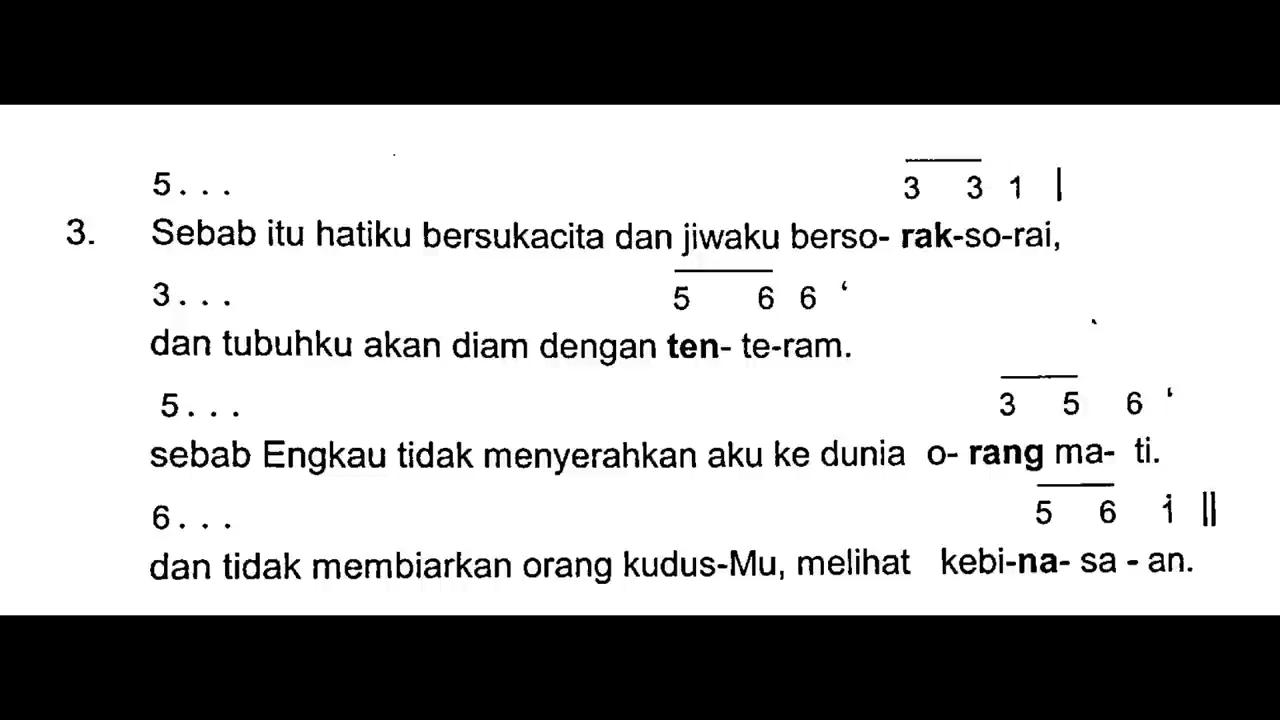 5 . . . 3 3 1 |
3. Sebab itu hatiku bersukacita dan jiwaku berso- rak-so-rai,
3 . . . 5 6 6 ‘
dan tubuhku akan diam dengan ten- te-ram.
5 . . . 3 5 6 ‘
sebab Engkau tidak menyerahkan aku ke dunia o- rang ma- ti.
6 . . . 5 6 1̇ ||
dan tidak membiarkan orang kudus-Mu, melihat kebi-na- sa - an.